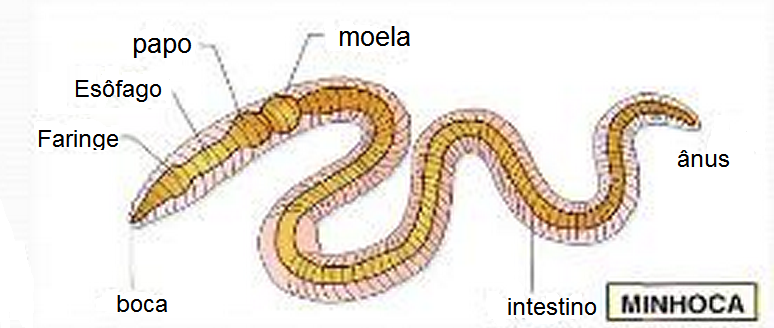 papo
moela
Esôfago
Faringe
ânus
boca
intestino
MINHOCA